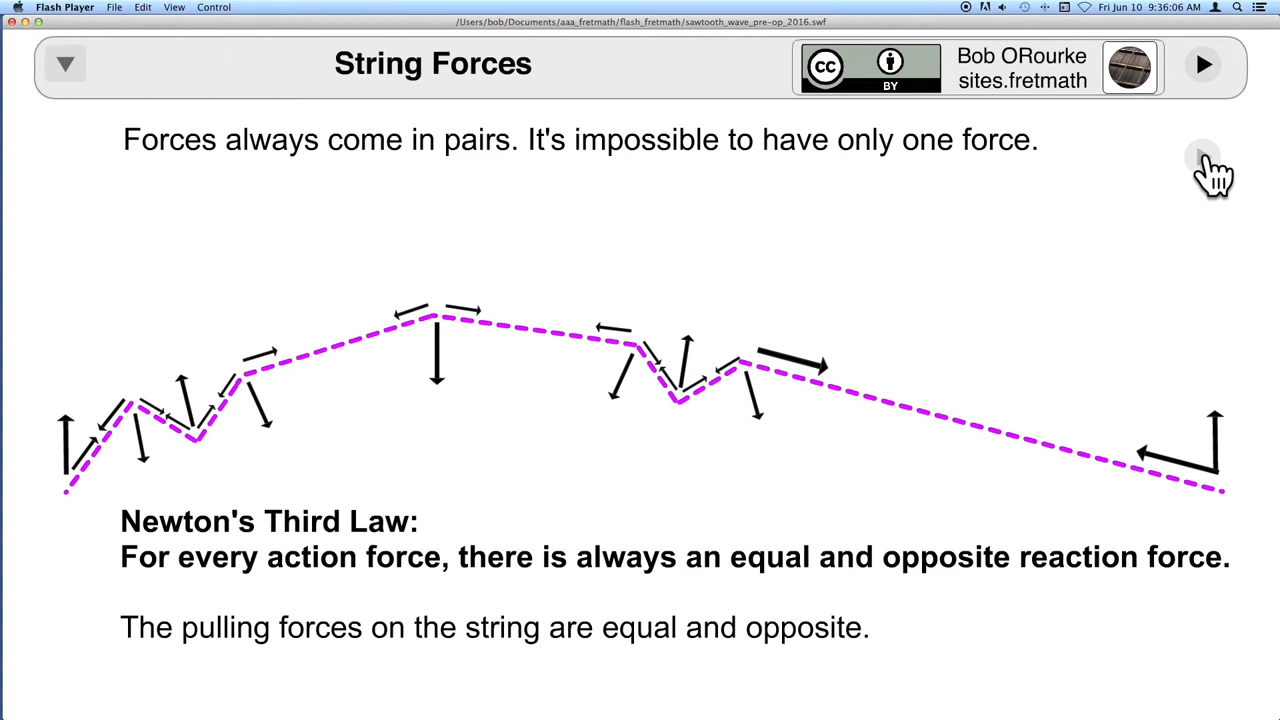 Flash Player File Edit View Control
Fri Jun 10 9:36:06 AM
/Users/bob/Documents/aaa_fretmath/flash_fretmath/sawtooth_wave_pre-op_2016.swf
String Forces
cc
BY
Bob ORourke
sites.fretmath
Forces always come in pairs. It's impossible to have only one force.
Newton's Third Law:
For every action force, there is always an equal and opposite reaction force.
The pulling forces on the string are equal and opposite.